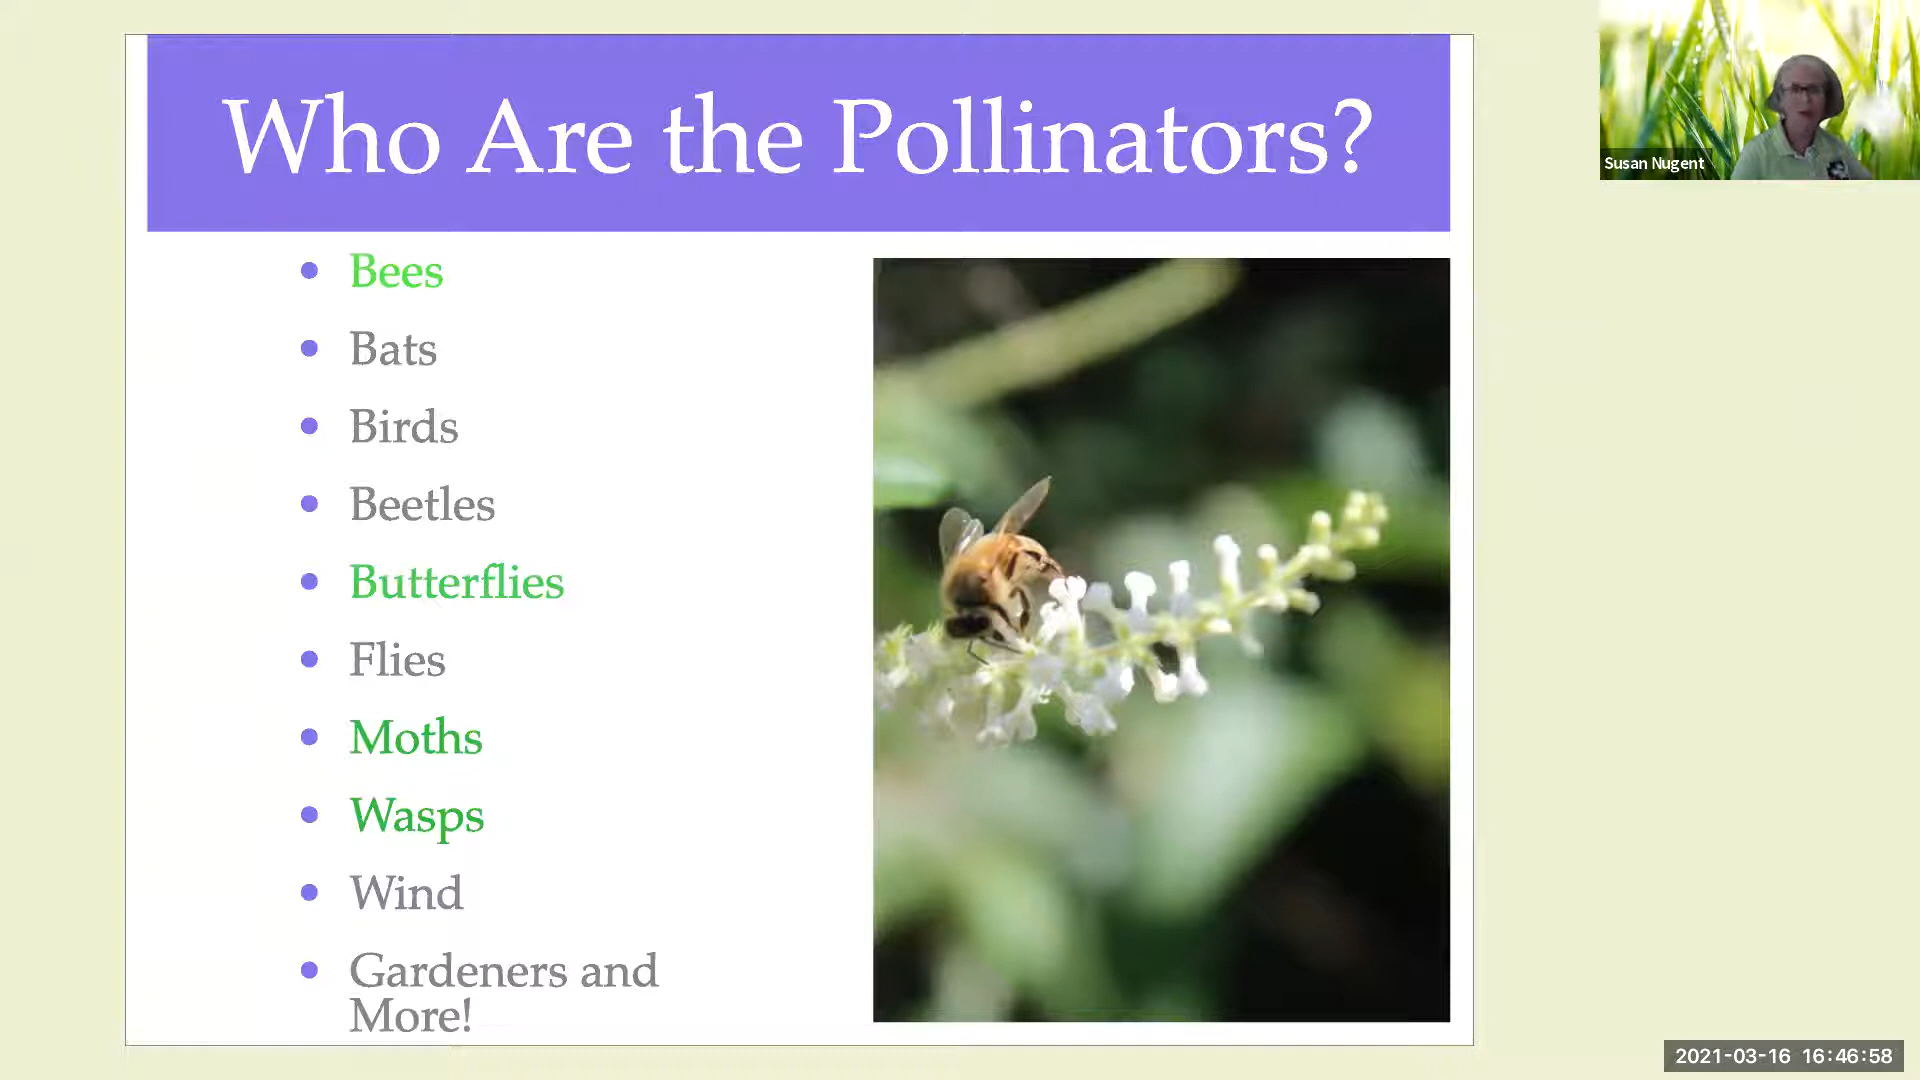 Who Are the Pollinators?
Susan Nugent
• Bees
• Bats
• Birds
• Beetles
• Butterflies
• Flies
• Moths
• Wasps
• Wind
• Gardeners and
More!
2021-03-16 16:46:58